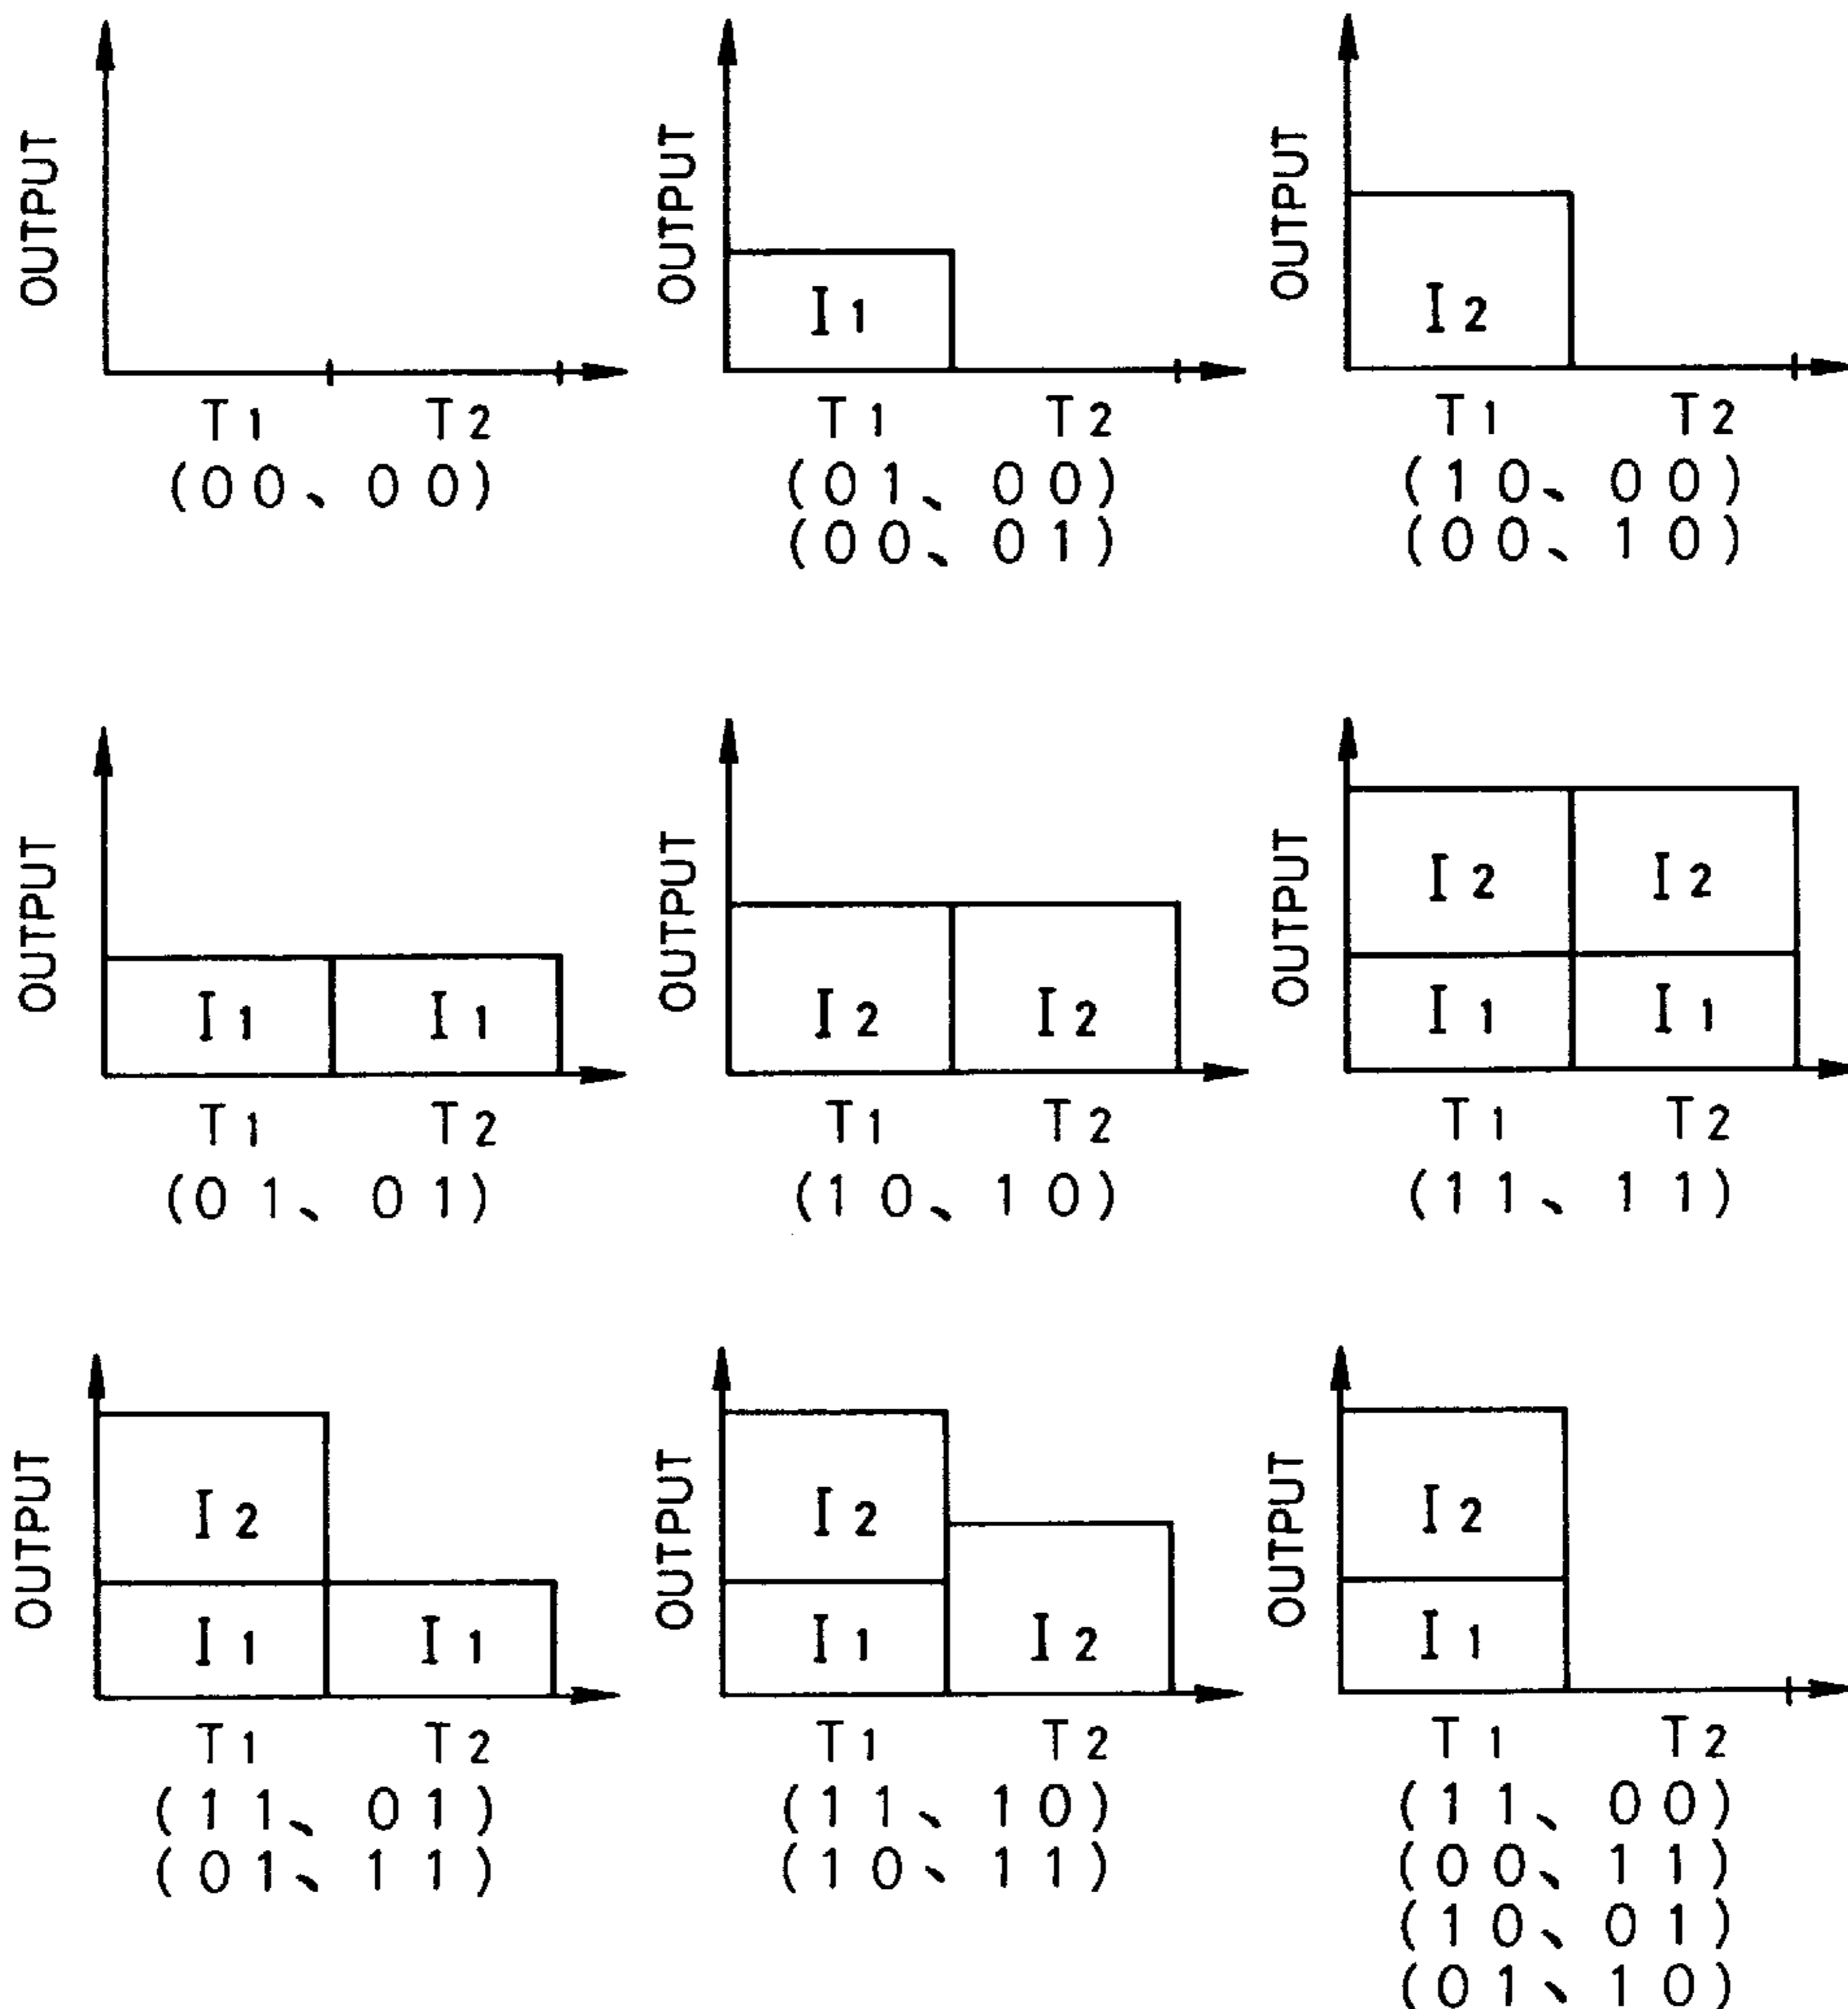 OUTPUT
T1 T2
(00、00)
OUTPUT
I1
T1 T2
(01、00)
(00、01)
OUTPUT
I2
T1 T2
(10、00)
(00、10)
OUTPUT
I1 I1
T1 T2
(01、01)
OUTPUT
I2 I2
T1 T2
(10、10)
OUTPUT
I2 I2
I1 I1
T1 T2
(11、11)
OUTPUT
I2
I1 I1
T1 T2
(11、01)
(01、11)
OUTPUT
I2
I1 I2
T1 T2
(11、10)
(10、11)
OUTPUT
I2
I1
T1 T2
(11、00)
(00、11)
(10、01)
(01、10)